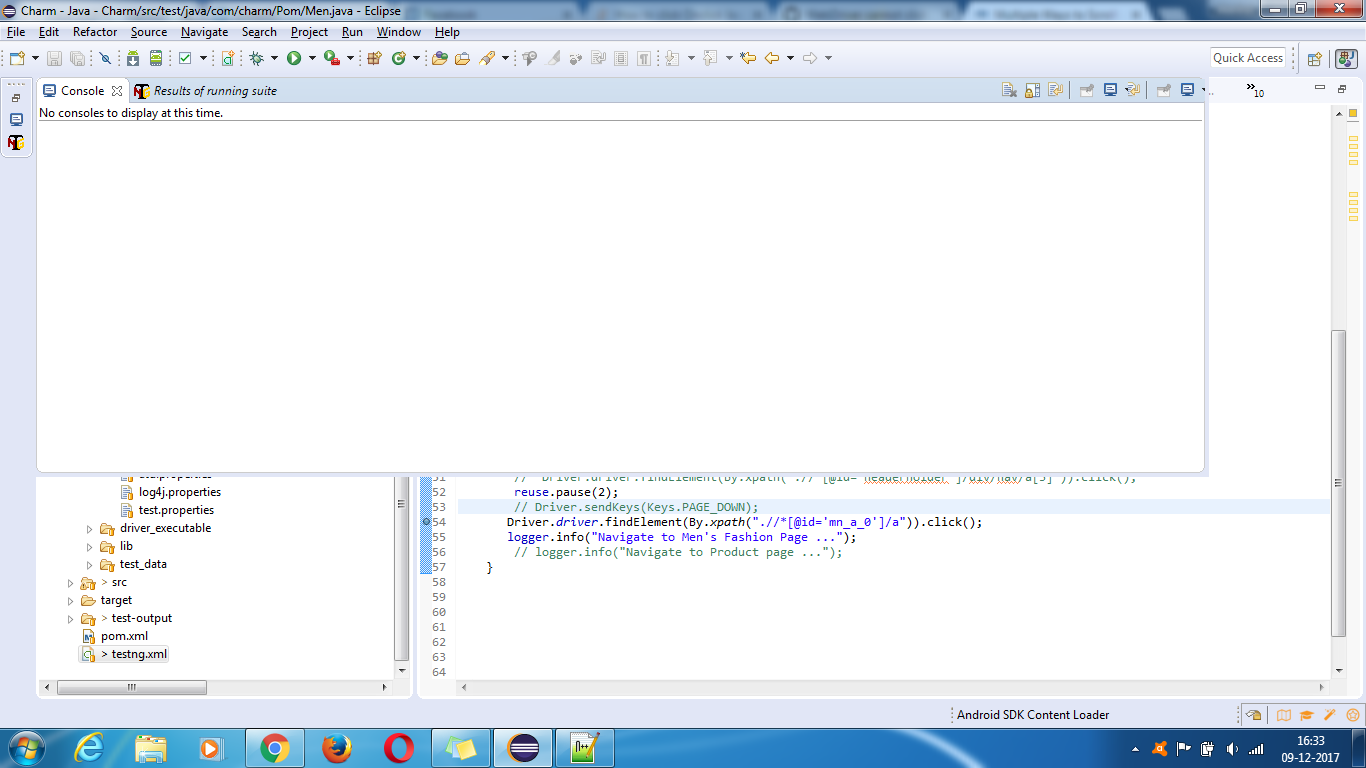 Charm - Java - Charm/src/test/java/com/charm/Pom/Men.java - Eclipse
File Edit Refactor Source Navigate Search Project Run Window Help
Quick Access
Console Results of running suite
»10
No consoles to display at this time.
log4j.properties
test.properties
driver_executable
lib
test_data
> src
target
> test-output
pom.xml
> testng.xml
51 // Driver.driver.findElement(By.xpath(".//*[@id='headerholder']/div/nav/a[3]")).click();
52 reuse.pause(2);
53 // Driver.sendKeys(Keys.PAGE_DOWN);
54 Driver.driver.findElement(By.xpath(".//*[@id='mn_a_0']/a")).click();
55 logger.info("Navigate to Men's Fashion Page ...");
56 // logger.info("Navigate to Product page ...");
57 }
58
59
60
61
62
63
64
Android SDK Content Loader
16:33
09-12-2017